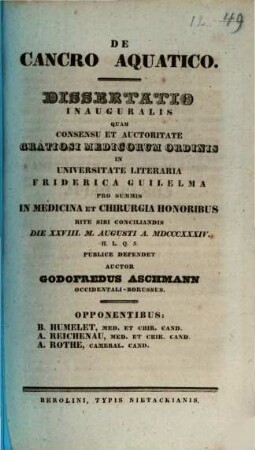 12. 49
DE
CANCRO AQUATICO.
DISSERTATIO
INAUGURALIS
QUAM
CONSENSU ET AUCTORITATE
GRATIOSI MEDICORUM ORDINIS
IN
UNIVERSITATE LITERARIA
FRIDERICA GUILELMA
PRO SUMMIS
IN MEDICINA ET CHIRURGIA HONORIBUS
RITE SIBI CONCILIANDIS
DIE XXVIII. M. AUGUSTI A. MDCCCXXXIV.
H. L. Q. S.
PUBLICE DEFENDET
AUCTOR
GODOFREDUS ASCHMANN
OCCIDENTALI-BORUSSUS.
OPPONENTIBUS:
B. HUMELET, MED. ET CHIR. CAND.
A. REICHENAU, MED. ET CHIR. CAND.
A. ROTHE, CAMERAL. CAND.
BEROLINI, TYPIS NIETACKIANIS.